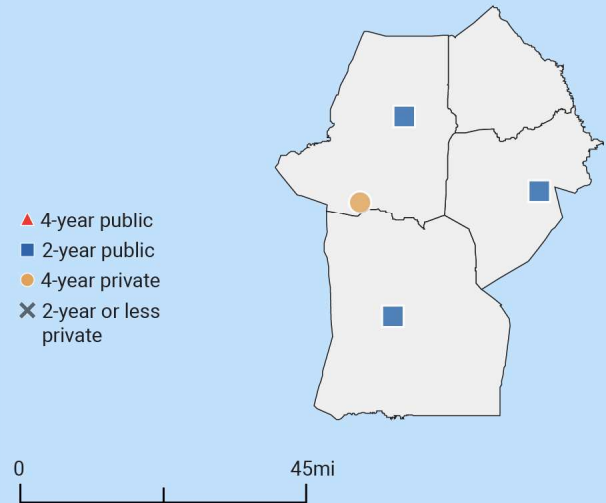 4-year public
2-year public
4-year private
2-year or less
private
0
45mi